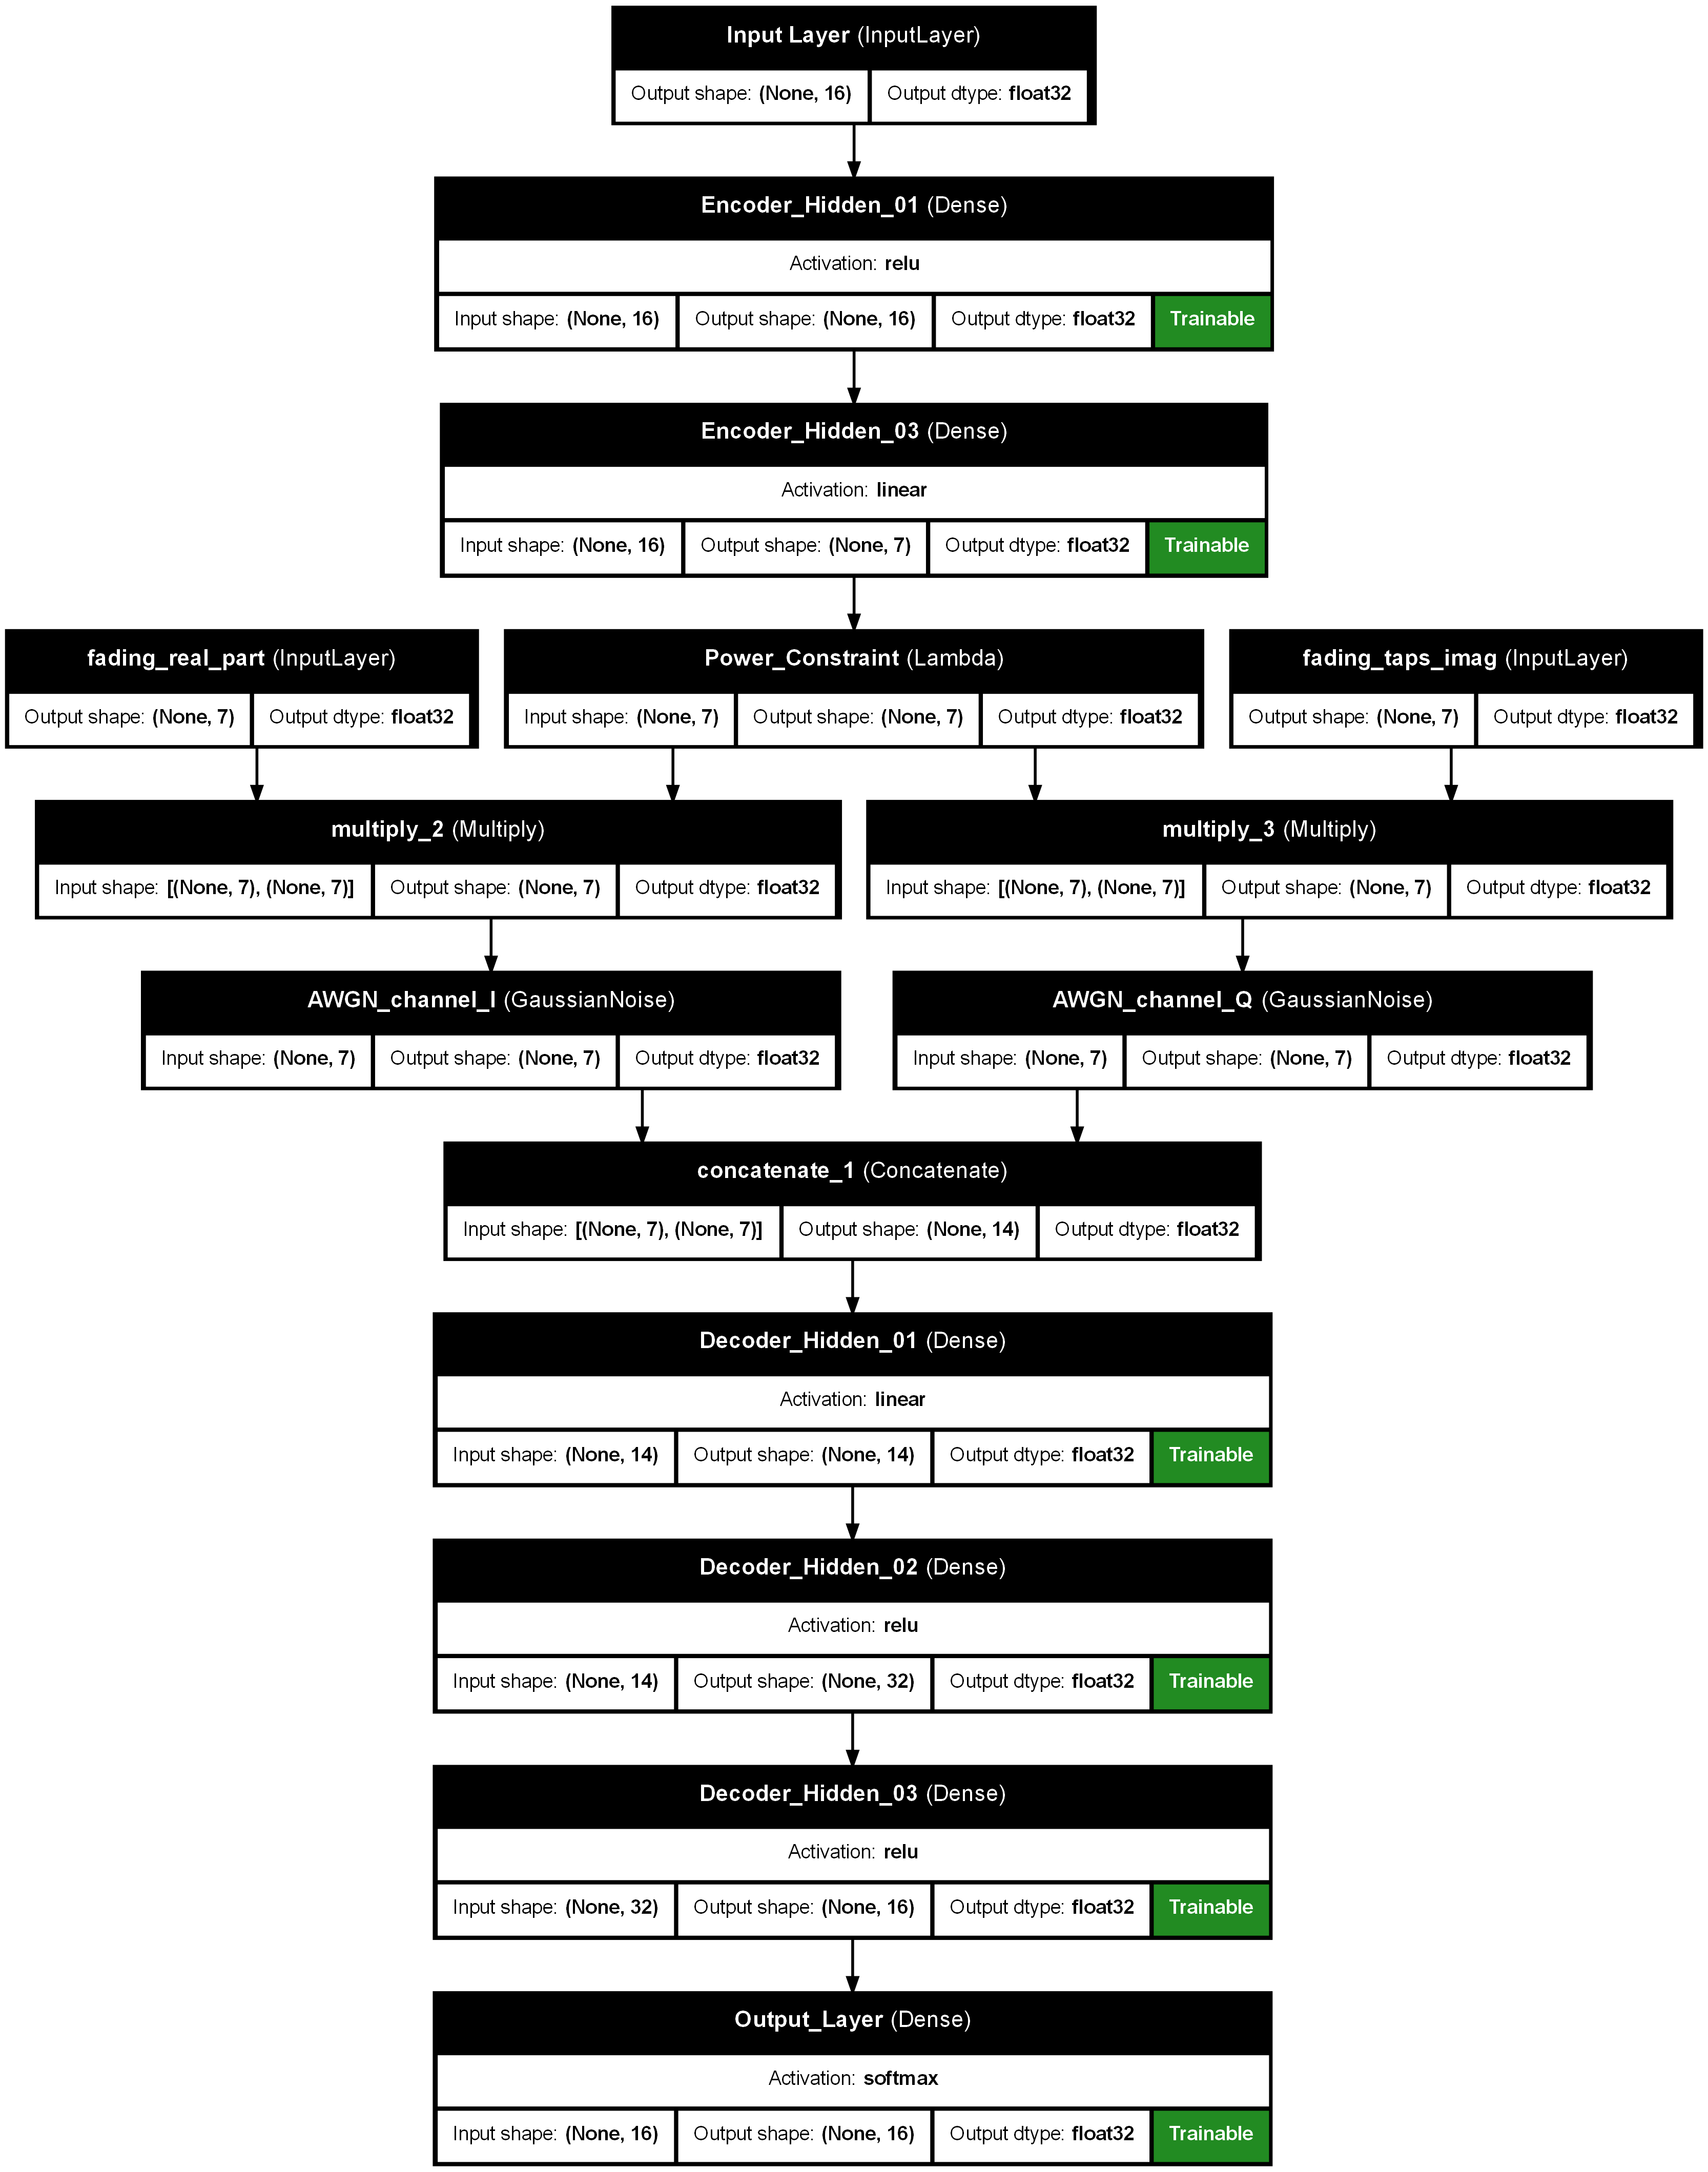 Input Layer (InputLayer)
Output shape: (None, 16) Output dtype: float32
Encoder_Hidden_01 (Dense)
Activation: relu
Input shape: (None, 16) Output shape: (None, 16) Output dtype: float32 Trainable
Encoder_Hidden_03 (Dense)
Activation: linear
Input shape: (None, 16) Output shape: (None, 7) Output dtype: float32 Trainable
fading_real_part (InputLayer)
Output shape: (None, 7) Output dtype: float32
Power_Constraint (Lambda)
Input shape: (None, 7) Output shape: (None, 7) Output dtype: float32
fading_taps_imag (InputLayer)
Output shape: (None, 7) Output dtype: float32
multiply_2 (Multiply)
Input shape: [(None, 7), (None, 7)] Output shape: (None, 7) Output dtype: float32
multiply_3 (Multiply)
Input shape: [(None, 7), (None, 7)] Output shape: (None, 7) Output dtype: float32
AWGN_channel_I (GaussianNoise)
Input shape: (None, 7) Output shape: (None, 7) Output dtype: float32
AWGN_channel_Q (GaussianNoise)
Input shape: (None, 7) Output shape: (None, 7) Output dtype: float32
concatenate_1 (Concatenate)
Input shape: [(None, 7), (None, 7)] Output shape: (None, 14) Output dtype: float32
Decoder_Hidden_01 (Dense)
Activation: linear
Input shape: (None, 14) Output shape: (None, 14) Output dtype: float32 Trainable
Decoder_Hidden_02 (Dense)
Activation: relu
Input shape: (None, 14) Output shape: (None, 32) Output dtype: float32 Trainable
Decoder_Hidden_03 (Dense)
Activation: relu
Input shape: (None, 32) Output shape: (None, 16) Output dtype: float32 Trainable
Output_Layer (Dense)
Activation: softmax
Input shape: (None, 16) Output shape: (None, 16) Output dtype: float32 Trainable